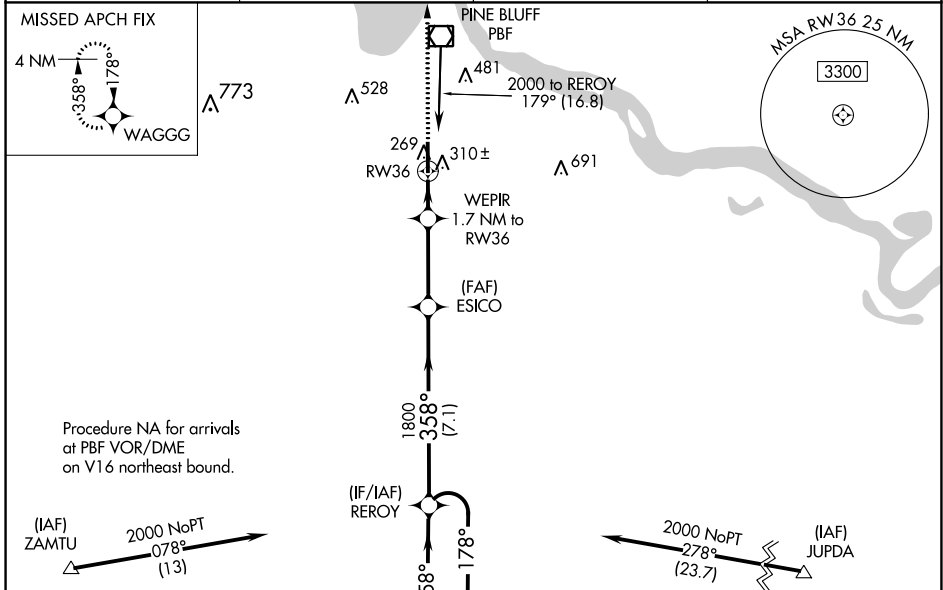 MISSED APCH FIX
4 NM
358°
178°
WAGGG
773
528
PINE BLUFF
PBF
481
2000 to REROY
179° (16.8)
MSA RW36 25 NM
3300
269
310±
691
RW36
WEPIR
1.7 NM to
RW36
(FAF)
ESICO
1800
358°
(7.1)
Procedure NA for arrivals
at PBF VOR/DME
on V16 northeast bound.
(IF/IAF)
REROY
(IAF)
ZAMTU
2000 NoPT
078°
(13)
58°
178°
2000 NoPT
278°
(23.7)
(IAF)
JUPDA